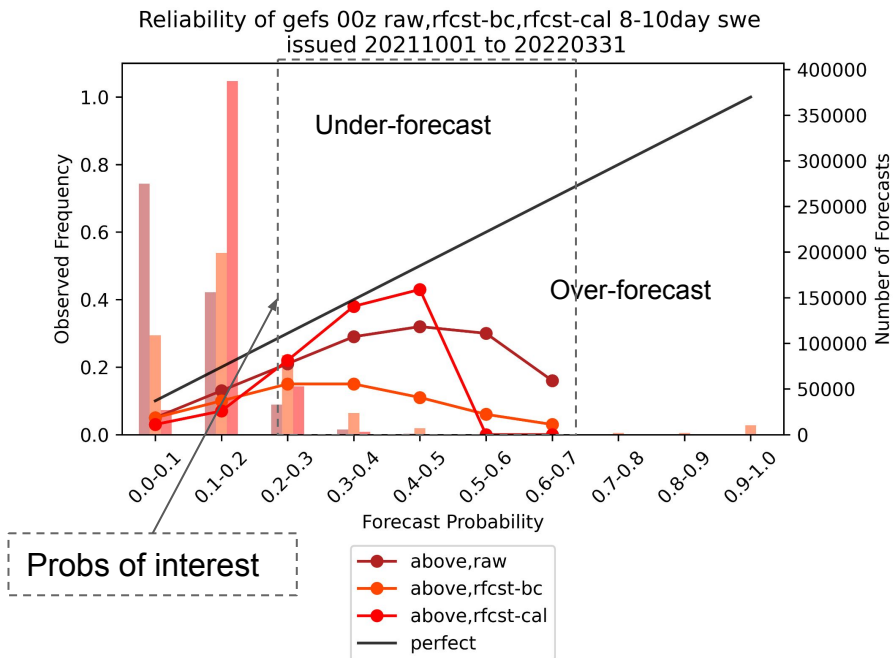 Reliability of gefs 00z raw,rfcst-bc,rfcst-cal 8-10day swe
issued 20211001 to 20220331
Under-forecast
Over-forecast
Observed Frequency
1.0
0.8
0.6
0.4
0.2
0.0
Number of Forecasts
400000
350000
300000
250000
200000
150000
100000
50000
0
0.0-0.1
0.1-0.2
0.2-0.3
0.3-0.4
0.4-0.5
0.5-0.6
0.6-0.7
0.7-0.8
0.8-0.9
0.9-1.0
Forecast Probability
Probs of interest
above,raw
above,rfcst-bc
above,rfcst-cal
perfect